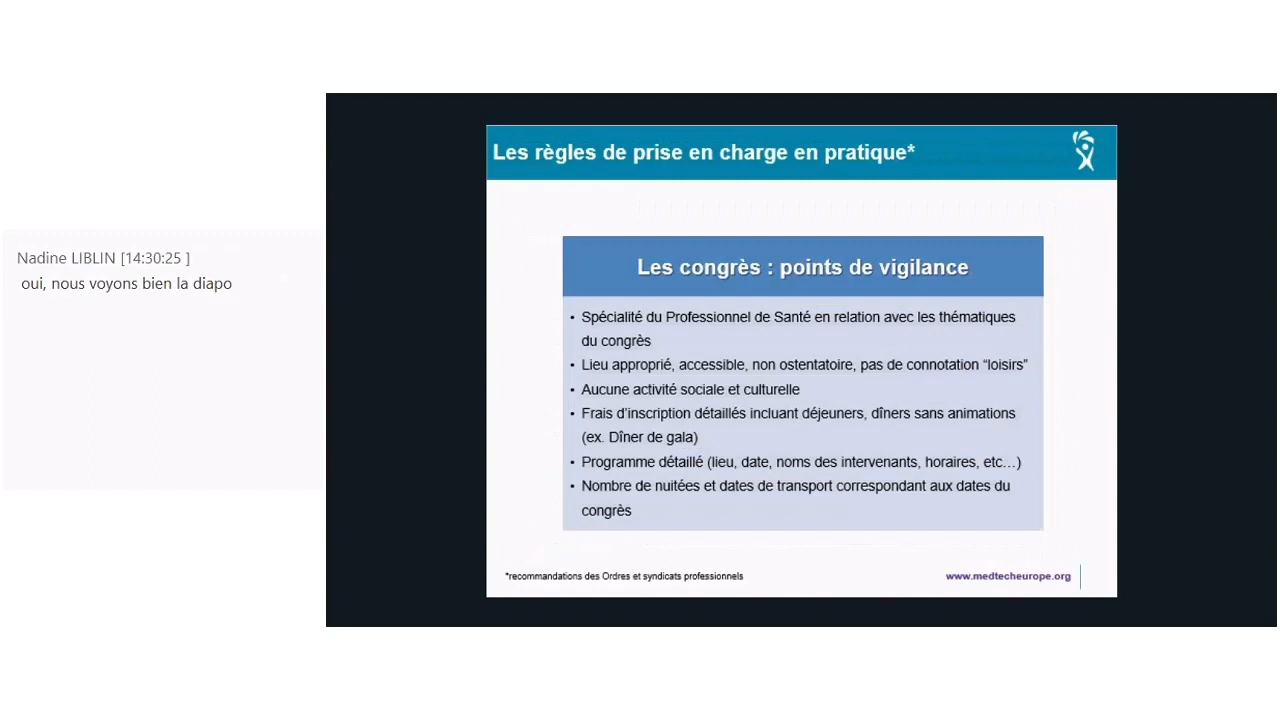 Nadine LIBLIN [14:30:25 ]
oui, nous voyons bien la diapo
Les règles de prise en charge en pratique*
Les congrès : points de vigilance
• Spécialité du Professionnel de Santé en relation avec les thématiques
du congrès
• Lieu approprié, accessible, non ostentatoire, pas de connotation “loisirs”
• Aucune activité sociale et culturelle
• Frais d’inscription détaillés incluant déjeuners, dîners sans animations
(ex. Dîner de gala)
• Programme détaillé (lieu, date, noms des intervenants, horaires, etc…)
• Nombre de nuitées et dates de transport correspondant aux dates du
congrès
*recommandations des Ordres et syndicats professionnels
www.medtecheurope.org